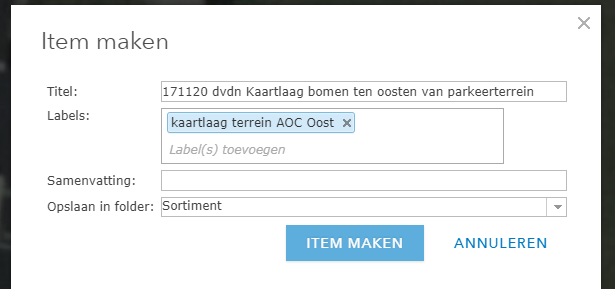 Item maken
Titel: 171120 dvdn Kaartlaag bomen ten oosten van parkeerterrein
Labels: kaartlaag terrein AOC Oost ×
Label(s) toevoegen
Samenvatting:
Opslaan in folder: Sortiment
ITEM MAKEN ANNULEREN